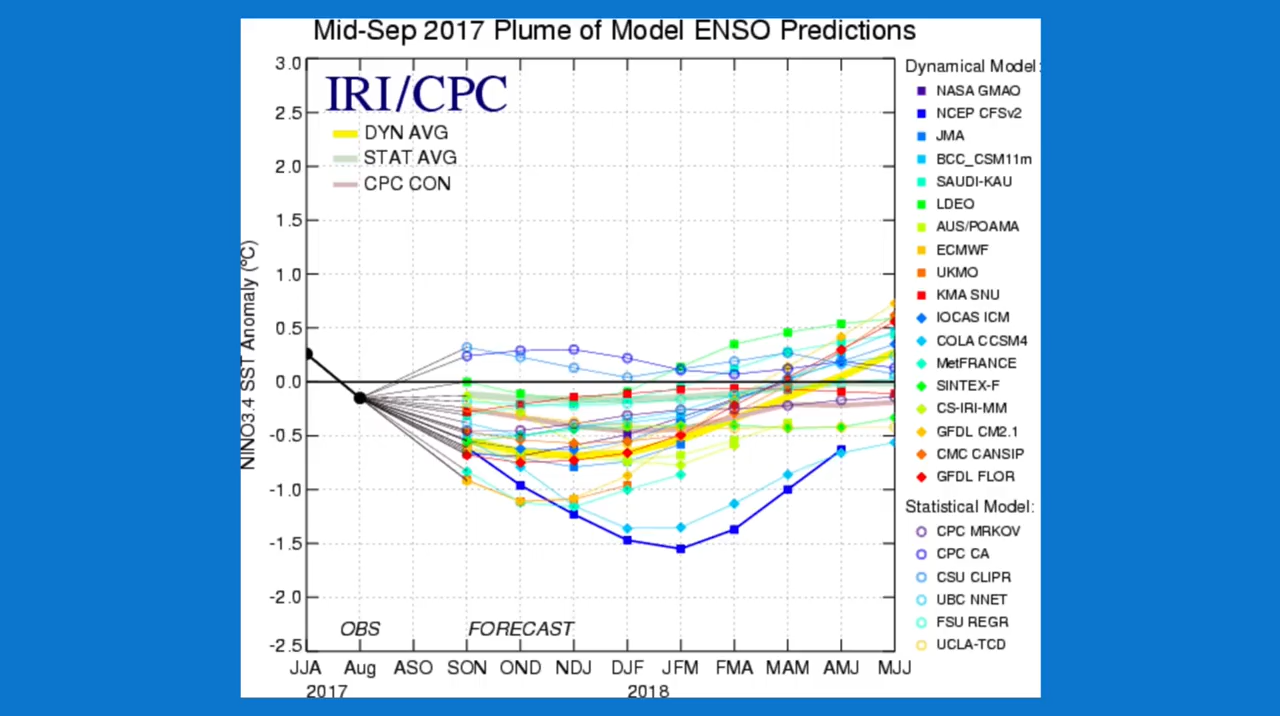 Mid-Sep 2017 Plume of Model ENSO Predictions
IRI/CPC
DYN AVG
STAT AVG
CPC CON
NINO3.4 SST Anomaly (ºC)
3.0
2.5
2.0
1.5
1.0
0.5
0.0
-0.5
-1.0
-1.5
-2.0
-2.5
OBS
FORECAST
JJA Aug ASO SON OND NDJ DJF JFM FMA MAM AMJ MJJ
2017 2018
Dynamical Model:
NASA GMAO
NCEP CFSv2
JMA
BCC_CSM11m
SAUDI-KAU
LDEO
AUS/POAMA
ECMWF
UKMO
KMA SNU
IOCAS ICM
COLA CCSM4
MetFRANCE
SINTEX-F
CS-IRI-MM
GFDL CM2.1
CMC CANSIP
GFDL FLOR
Statistical Model:
CPC MRKOV
CPC CA
CSU CLIPR
UBC NNET
FSU REGR
UCLA-TCD